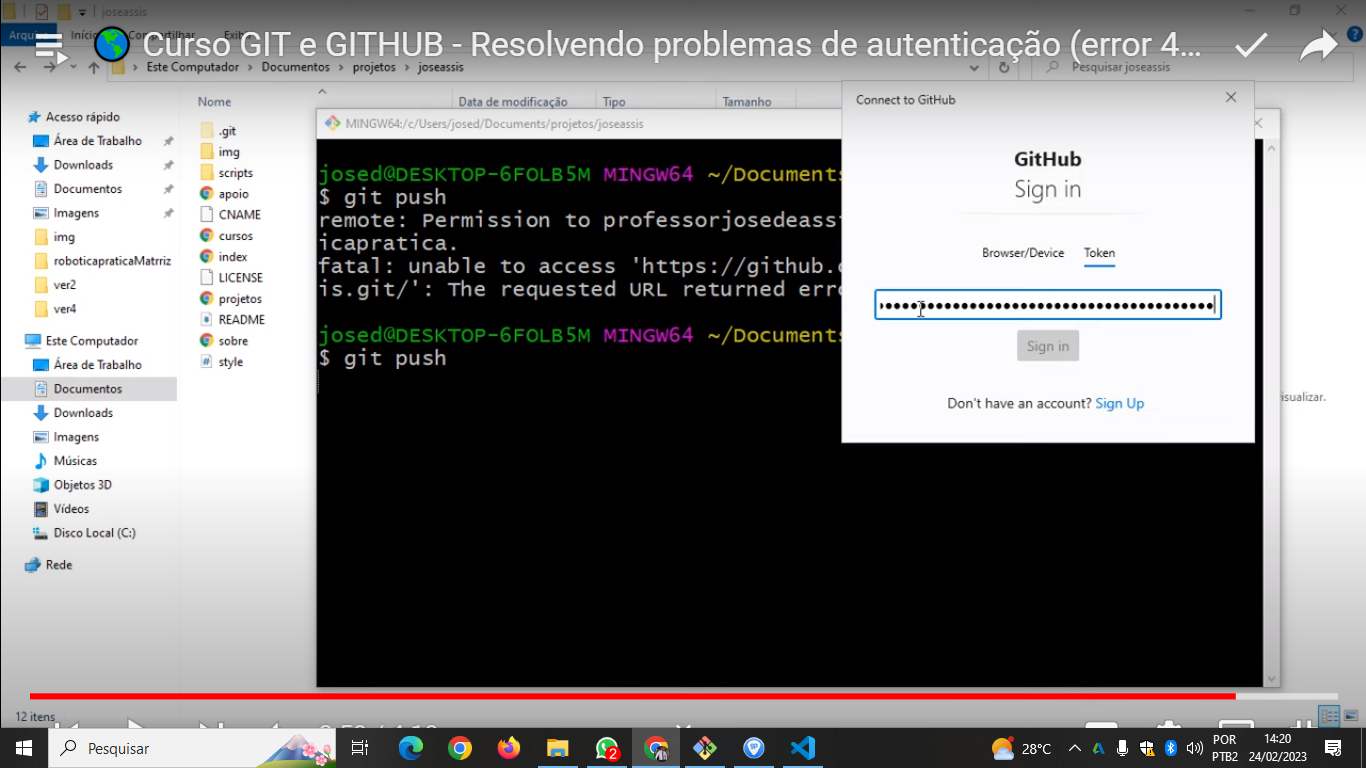 joseassis
Arquivo Início Compartilhar Exibir
Curso GIT e GITHUB - Resolvendo problemas de autenticação (error 4...
Este Computador > Documentos > projetos > joseassis
Pesquisar joseassis
Acesso rápido
Área de Trabalho
Downloads
Documentos
Imagens
img
roboticapraticaMatrriz
ver2
ver4
Este Computador
Área de Trabalho
Documentos
Downloads
Imagens
Músicas
Objetos 3D
Vídeos
Disco Local (C:)
Rede
12 itens
Nome
Data de modificação
Tipo
Tamanho
.git
img
scripts
apoio
CNAME
cursos
index
LICENSE
projetos
README
sobre
style
MINGW64:/c/Users/josed/Documents/projetos/joseassis
josed@DESKTOP-6FOLB5M MINGW64 ~/Documents
$ git push
remote: Permission to professorjosedeass
icapratica.
fatal: unable to access 'https://github.
is.git/': The requested URL returned erro
josed@DESKTOP-6FOLB5M MINGW64 ~/Documents
$ git push
Connect to GitHub
GitHub
Sign in
Browser/Device Token
Sign in
Don't have an account? Sign Up
isualizar.
Pesquisar
2
28°C
POR
PTB2
14:20
24/02/2023